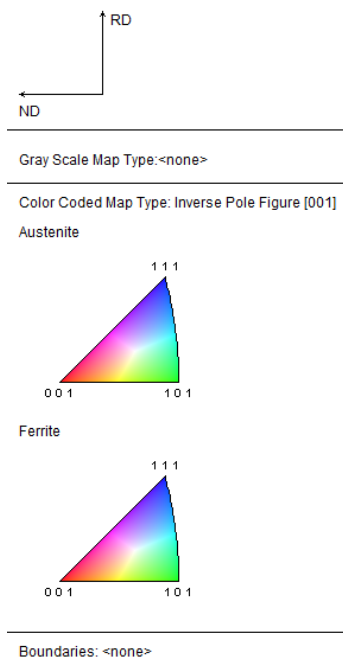 RD
ND
Gray Scale Map Type:<none>
Color Coded Map Type: Inverse Pole Figure [001]
Austenite
1 1 1
0 0 1
1 0 1
Ferrite
1 1 1
0 0 1
1 0 1
Boundaries: <none>